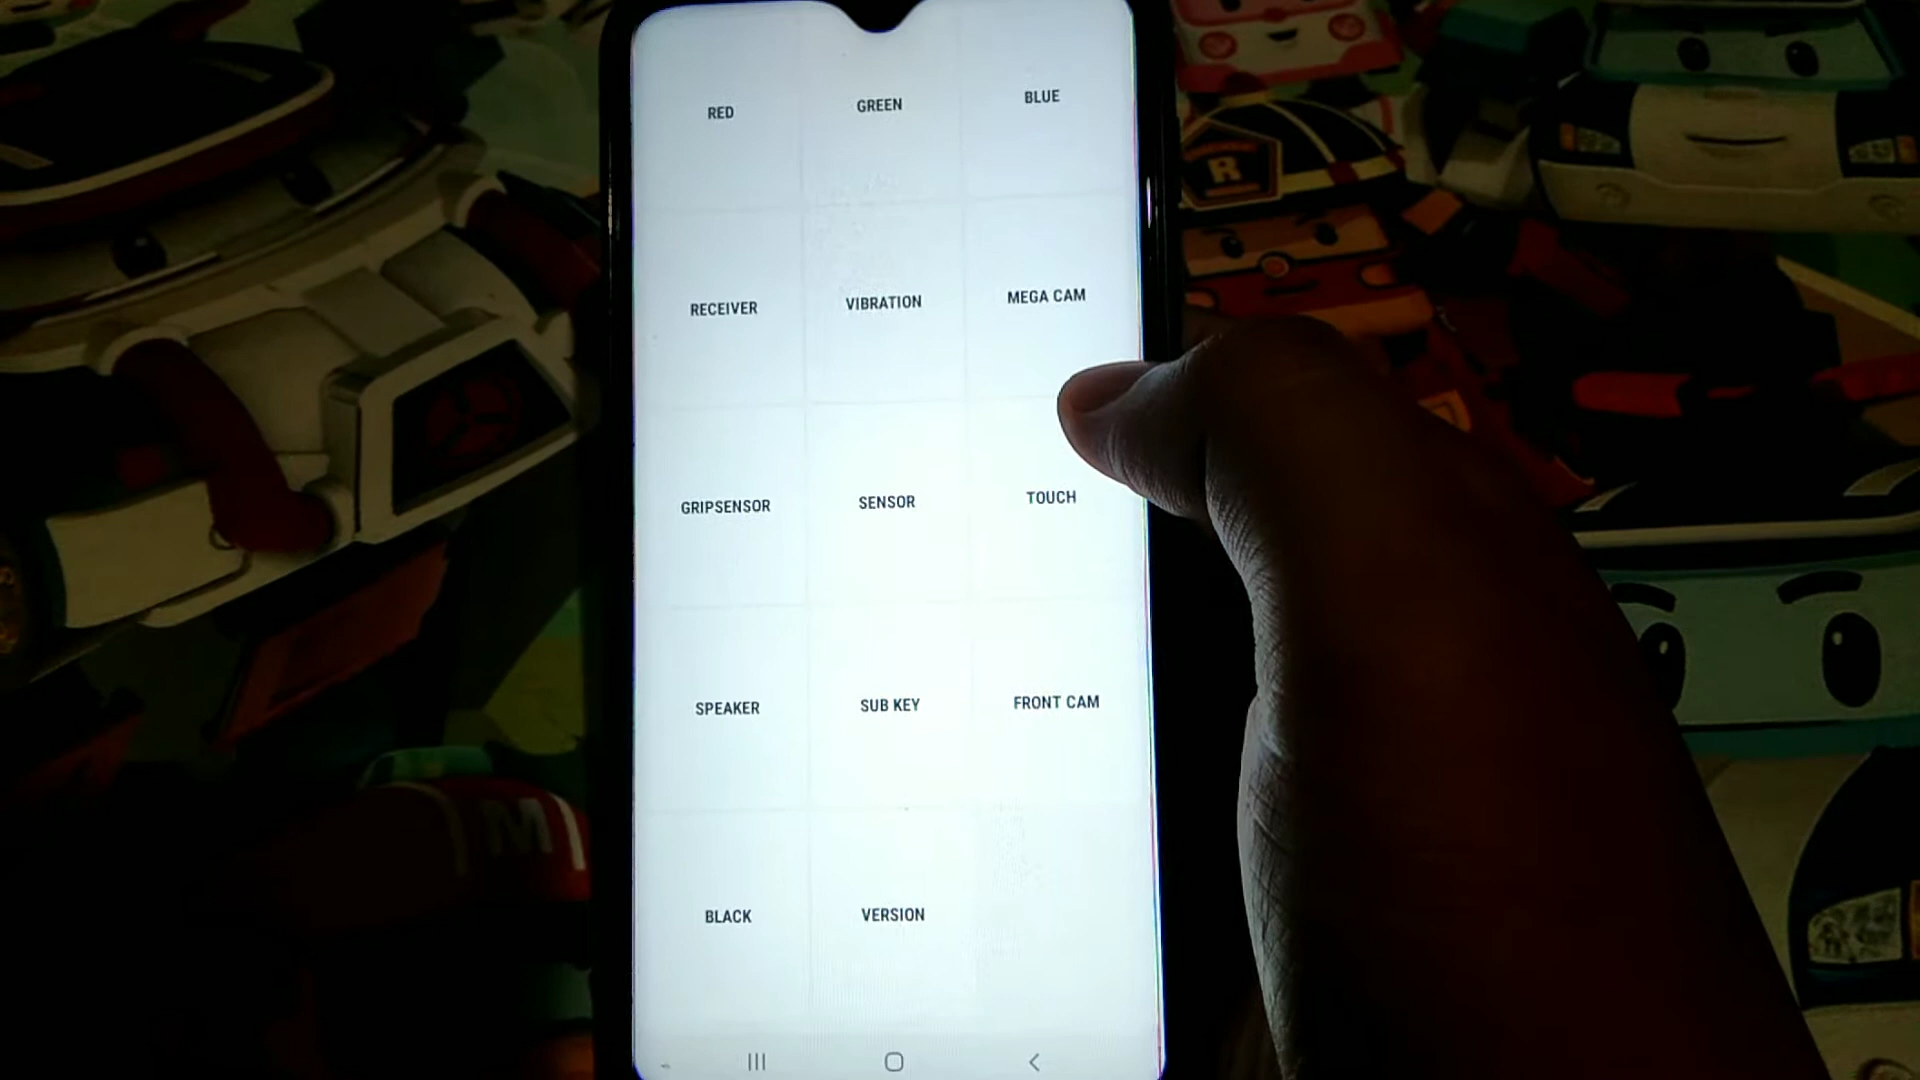 RED
GREEN
BLUE
RECEIVER
VIBRATION
MEGA CAM
GRIPSENSOR
SENSOR
TOUCH
SPEAKER
SUB KEY
FRONT CAM
BLACK
VERSION
R
M